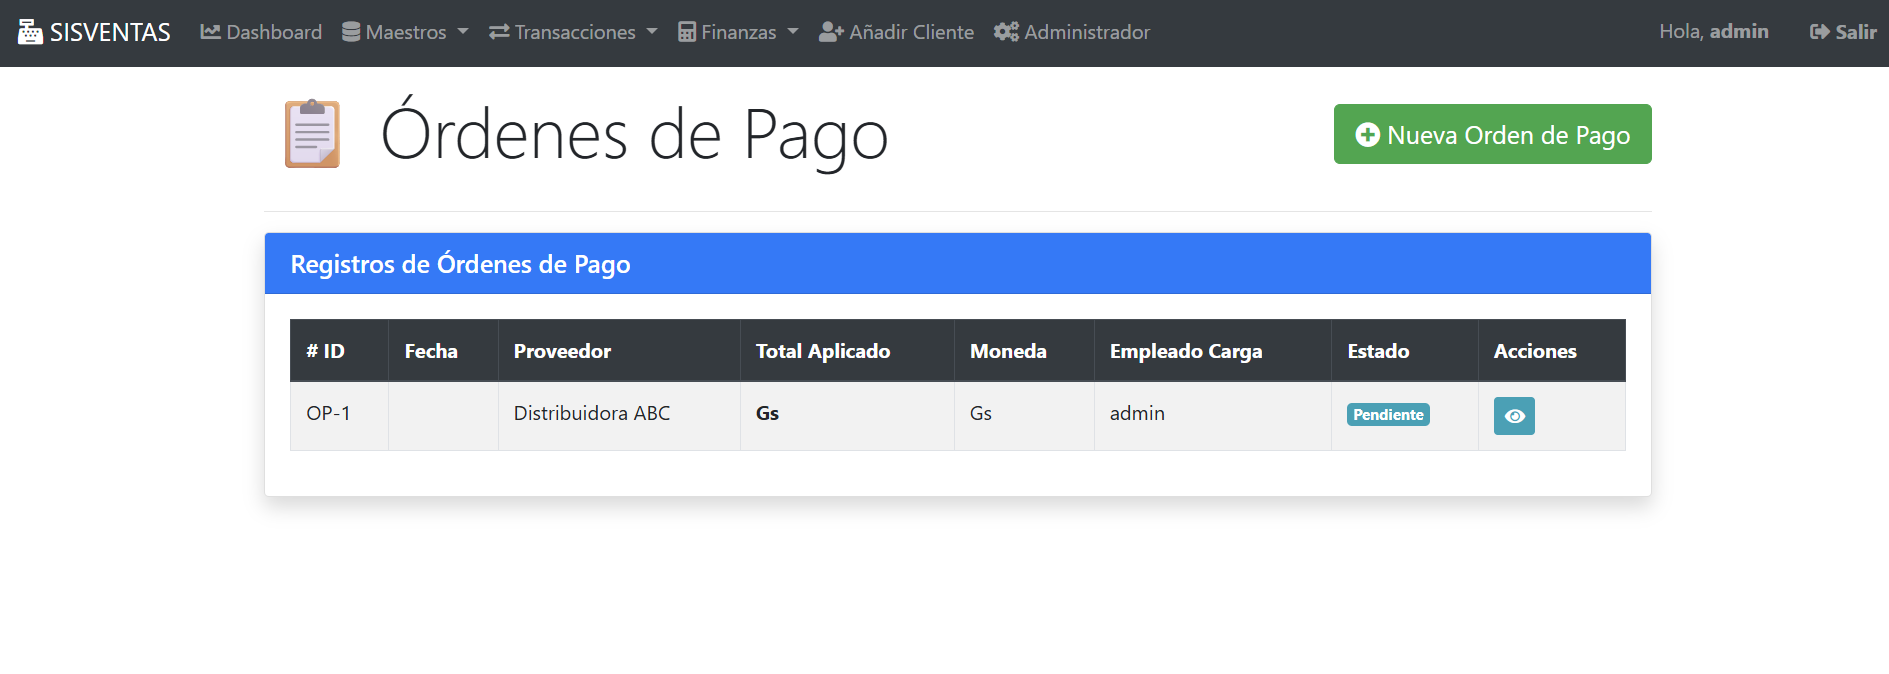 SISVENTAS Dashboard Maestros Transacciones Finanzas Añadir Cliente Administrador Hola, admin Salir
Órdenes de Pago
Nueva Orden de Pago
Registros de Órdenes de Pago
# ID Fecha Proveedor Total Aplicado Moneda Empleado Carga Estado Acciones
OP-1 Distribuidora ABC Gs Gs admin Pendiente